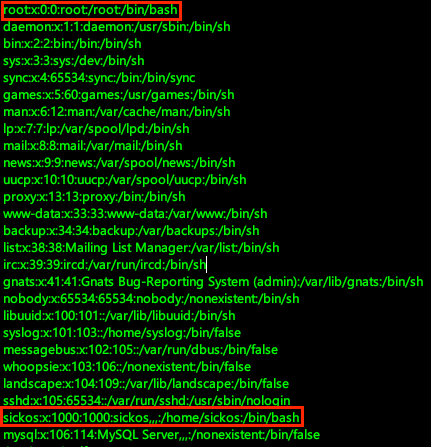 root:x:0:0:root:/root:/bin/bash
daemon:x:1:1:daemon:/usr/sbin:/bin/sh
bin:x:2:2:bin:/bin:/bin/sh
sys:x:3:3:sys:/dev:/bin/sh
sync:x:4:65534:sync:/bin:/bin/sync
games:x:5:60:games:/usr/games:/bin/sh
man:x:6:12:man:/var/cache/man:/bin/sh
lp:x:7:7:lp:/var/spool/lpd:/bin/sh
mail:x:8:8:mail:/var/mail:/bin/sh
news:x:9:9:news:/var/spool/news:/bin/sh
uucp:x:10:10:uucp:/var/spool/uucp:/bin/sh
proxy:x:13:13:proxy:/bin:/bin/sh
www-data:x:33:33:www-data:/var/www:/bin/sh
backup:x:34:34:backup:/var/backups:/bin/sh
list:x:38:38:Mailing List Manager:/var/list:/bin/sh
irc:x:39:39:ircd:/var/run/ircd:/bin/sh
gnats:x:41:41:Gnats Bug-Reporting System (admin):/var/lib/gnats:/bin/sh
nobody:x:65534:65534:nobody:/nonexistent:/bin/sh
libuuid:x:100:101::/var/lib/libuuid:/bin/sh
syslog:x:101:103::/home/syslog:/bin/false
messagebus:x:102:105::/var/run/dbus:/bin/false
whoopsie:x:103:106::/nonexistent:/bin/false
landscape:x:104:109::/var/lib/landscape:/bin/false
sshd:x:105:65534::/var/run/sshd:/usr/sbin/nologin
sickos:x:1000:1000:sickos,,,:/home/sickos:/bin/bash
mysql:x:106:114:MySQL Server,,,:/nonexistent:/bin/false